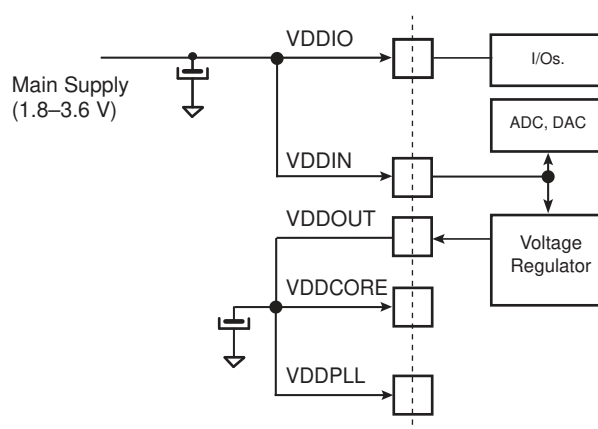 VDDIO
I/Os.
Main Supply
(1.8–3.6 V)
ADC, DAC
VDDIN
VDDOUT
Voltage
Regulator
VDDCORE
VDDPLL